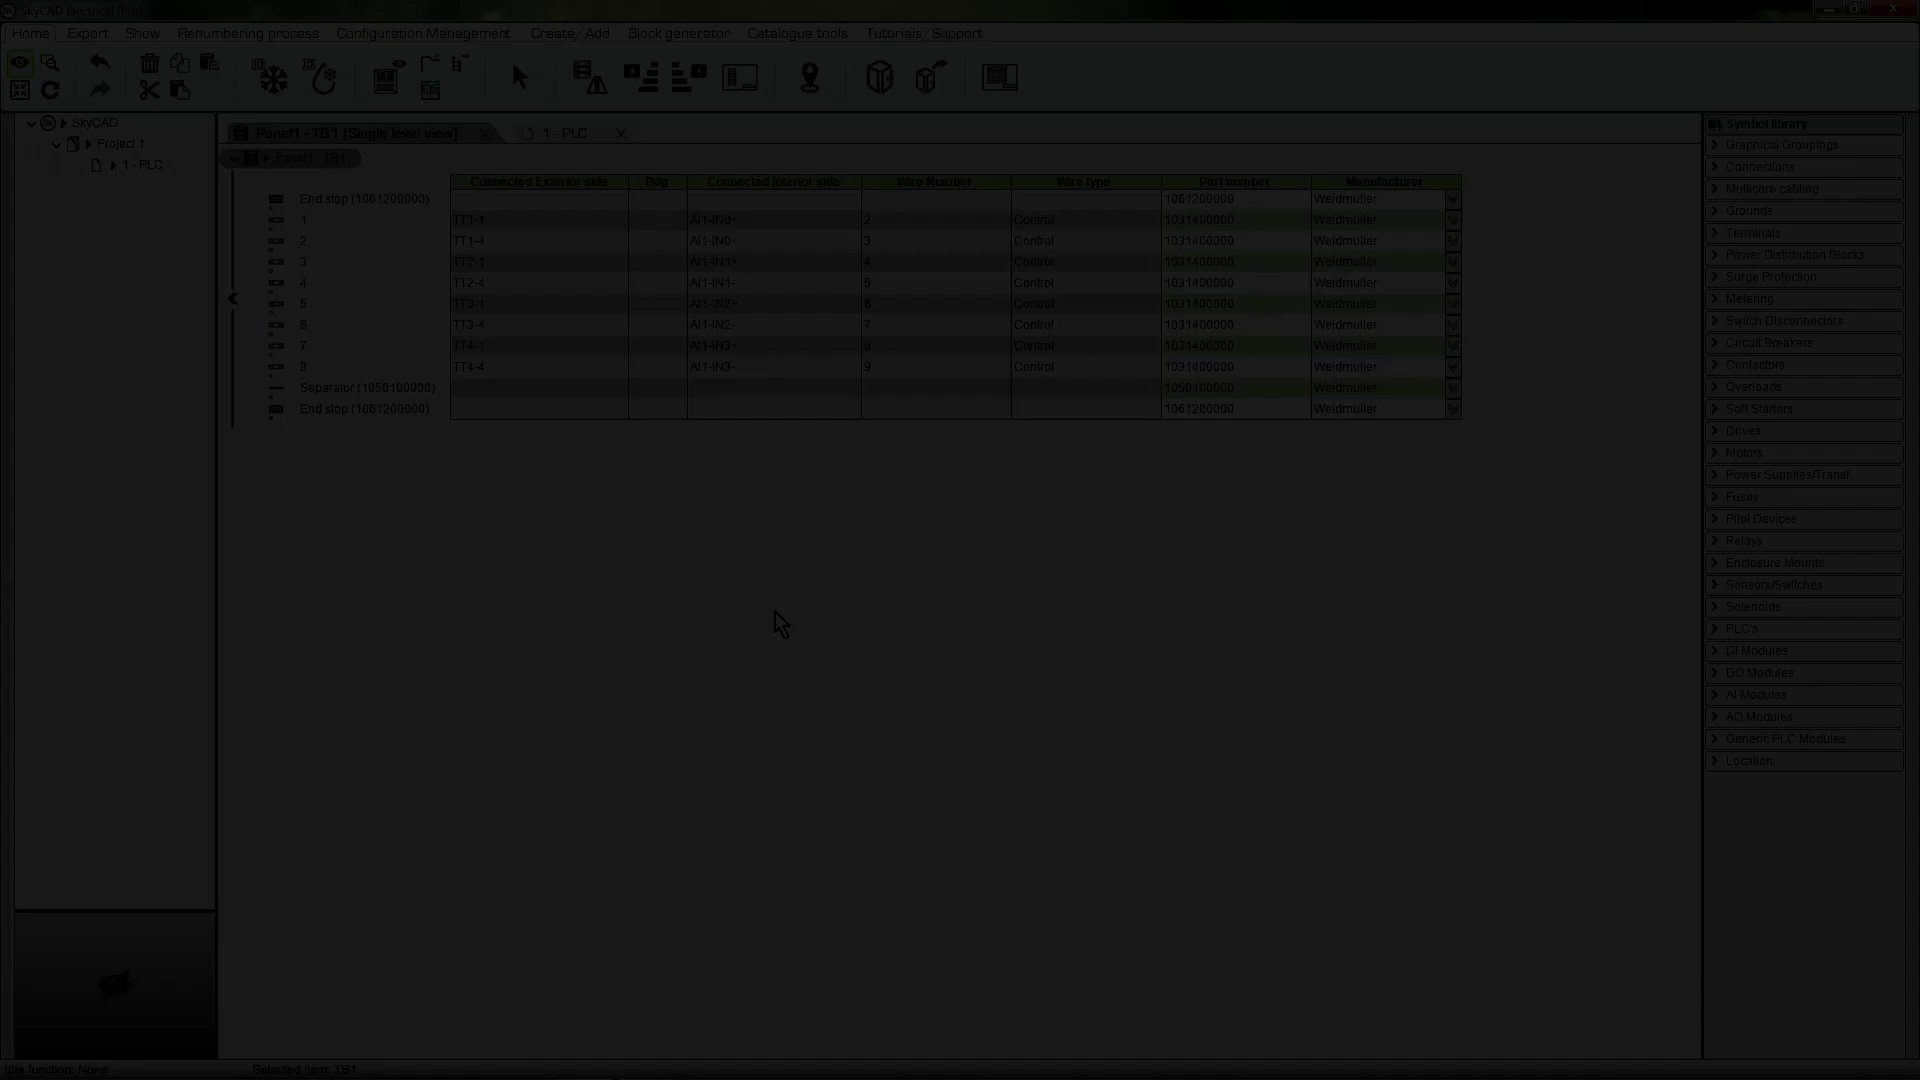 SkyCAD Electrical
Home Export Show Renumbering process Configuration Management Create/Add Block generator Catalogue tools Tutorials/Support
SkyCAD
Project 1
1 - PLC
Panel1 - TB1 [Single level view] 1 - PLC
Panel1 - TB1
Connected Exterior side Bdg Connected Interior side Wire Number Wire type Part number Manufacturer
End stop (1061200000) 1061200000 Weidmuller
1 TT1-1 AI1-IN0+ 2 Control 1031400000 Weidmuller
2 TT1-4 AI1-IN0- 3 Control 1031400000 Weidmuller
3 TT2-1 AI1-IN1+ 4 Control 1031400000 Weidmuller
4 TT2-4 AI1-IN1- 5 Control 1031400000 Weidmuller
5 TT3-1 AI1-IN2+ 6 Control 1031400000 Weidmuller
6 TT3-4 AI1-IN2- 7 Control 1031400000 Weidmuller
7 TT4-1 AI1-IN3+ 8 Control 1031400000 Weidmuller
8 TT4-4 AI1-IN3- 9 Control 1031400000 Weidmuller
Separator (1050100000) 1050100000 Weidmuller
End stop (1061200000) 1061200000 Weidmuller
Symbol library
Graphical Groupings
Connections
Multicore cabling
Grounds
Terminals
Power Distribution Blocks
Surge Protection
Metering
Switch Disconnectors
Circuit Breakers
Contactors
Overloads
Soft Starters
Drives
Motors
Power Supplies/Transf.
Fuses
Pilot Devices
Relays
Enclosure Mounts
Sensors/Switches
Solenoids
PLC's
DI Modules
DO Modules
AI Modules
AO Modules
Generic PLC Modules
Location
Idle function: None Selected item: TB1